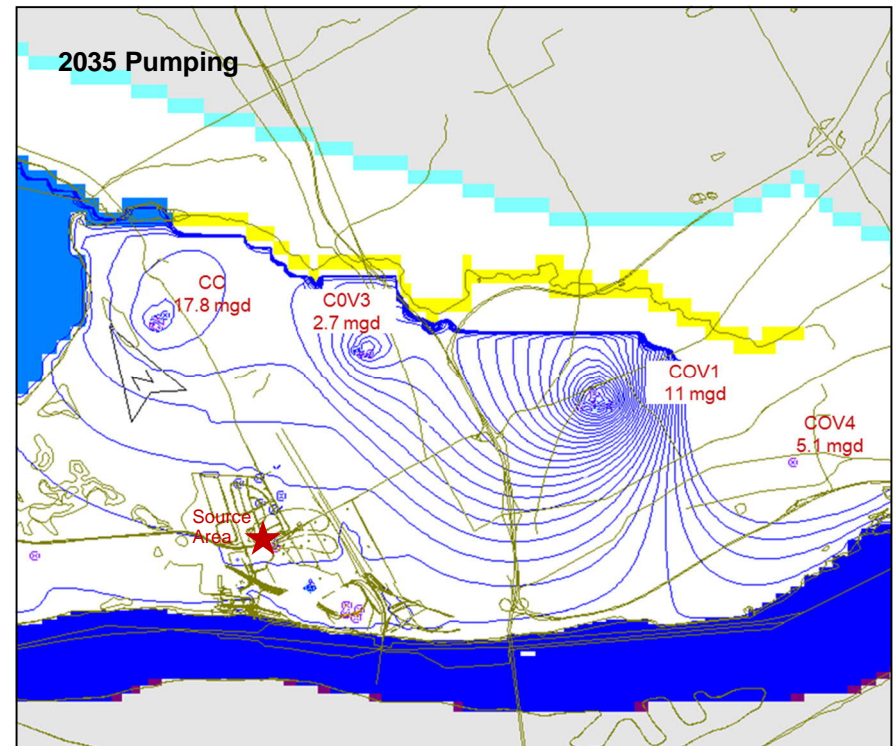 2035 Pumping
CC
17.8 mgd
C0V3
2.7 mgd
COV1
11 mgd
COV4
5.1 mgd
N
Source
Area